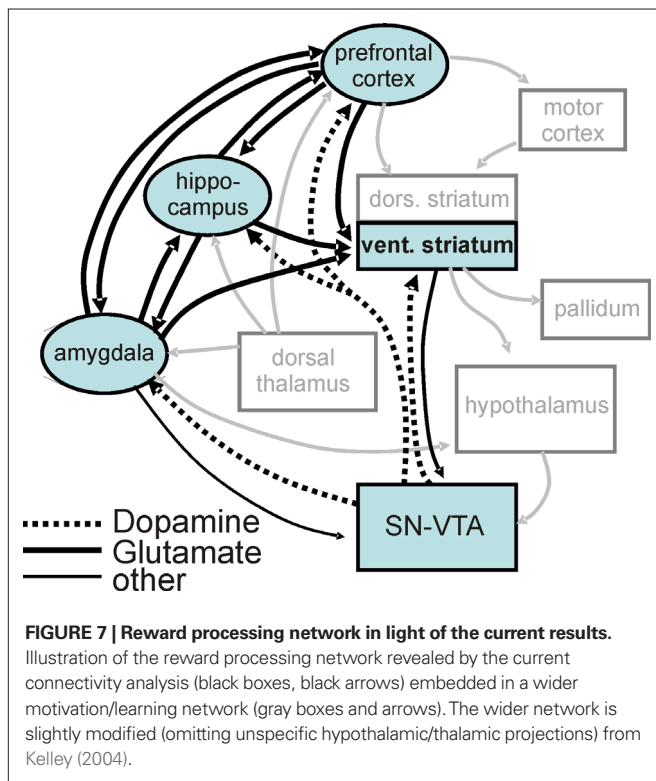 prefrontal
cortex
motor
cortex
hippo-
campus
dors. striatum
vent. striatum
pallidum
amygdala
dorsal
thalamus
hypothalamus
SN-VTA
Dopamine
Glutamate
other
FIGURE 7 | Reward processing network in light of the current results.
Illustration of the reward processing network revealed by the current
connectivity analysis (black boxes, black arrows) embedded in a wider
motivation/learning network (gray boxes and arrows). The wider network is
slightly modified (omitting unspecific hypothalamic/thalamic projections) from
Kelley (2004).